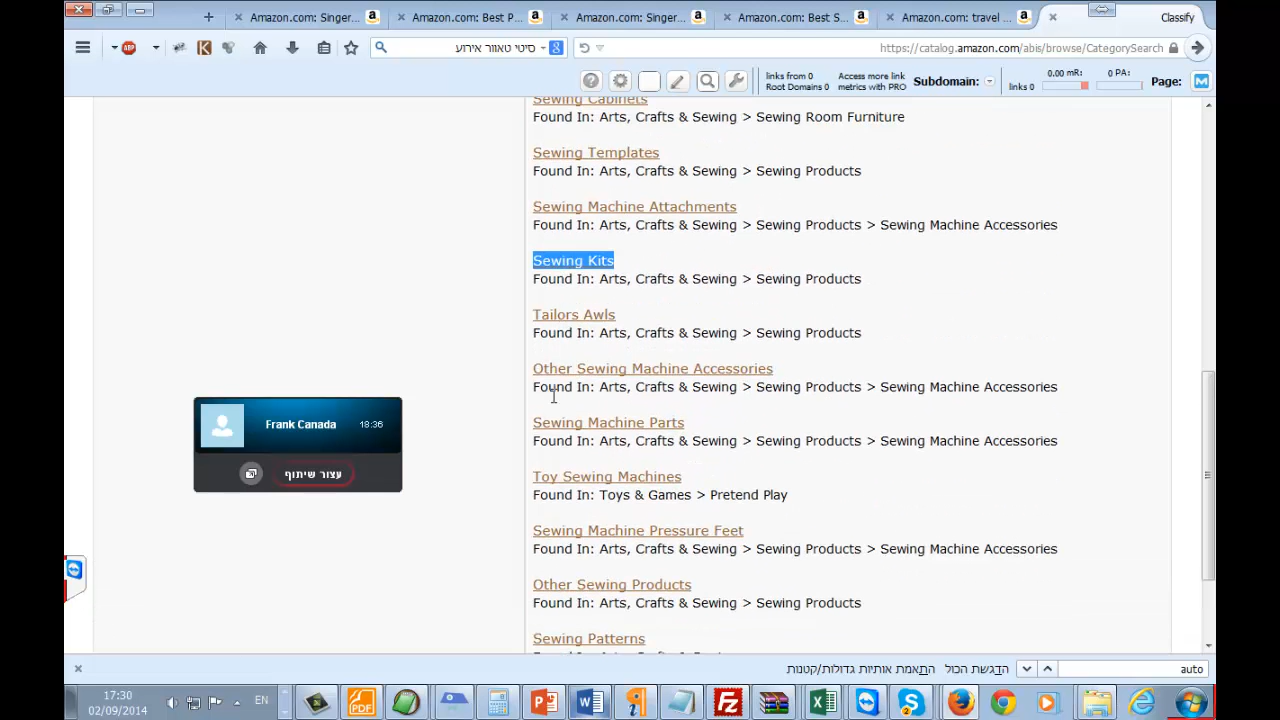 Amazon.com: Singer...
Amazon.com: Best P...
Amazon.com: Singer...
Amazon.com: Best S...
Amazon.com: travel ...
Classify
סיטי טאוור אירוע
https://catalog.amazon.com/abis/browse/CategorySearch
links from 0
Root Domains 0
Access more link
metrics with PRO
Subdomain:
0.00 mR:
links 0
0 PA:
Page:
Sewing Cabinets
Found In: Arts, Crafts & Sewing > Sewing Room Furniture
Sewing Templates
Found In: Arts, Crafts & Sewing > Sewing Products
Sewing Machine Attachments
Found In: Arts, Crafts & Sewing > Sewing Products > Sewing Machine Accessories
Sewing Kits
Found In: Arts, Crafts & Sewing > Sewing Products
Tailors Awls
Found In: Arts, Crafts & Sewing > Sewing Products
Other Sewing Machine Accessories
Found In: Arts, Crafts & Sewing > Sewing Products > Sewing Machine Accessories
Sewing Machine Parts
Found In: Arts, Crafts & Sewing > Sewing Products > Sewing Machine Accessories
Toy Sewing Machines
Found In: Toys & Games > Pretend Play
Sewing Machine Pressure Feet
Found In: Arts, Crafts & Sewing > Sewing Products > Sewing Machine Accessories
Other Sewing Products
Found In: Arts, Crafts & Sewing > Sewing Products
Sewing Patterns
Frank Canada 18:36
עצור שיתוף
הדגשת הכול התאמת אותיות גדולות/קטנות
auto
17:30
02/09/2014
EN